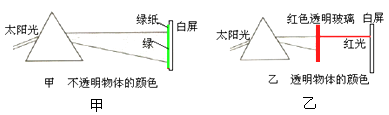 绿纸
白屏
太阳光
绿
甲 不透明物体的颜色
甲
红色透明玻璃 白屏
太阳光
红光
乙 透明物体的颜色
乙